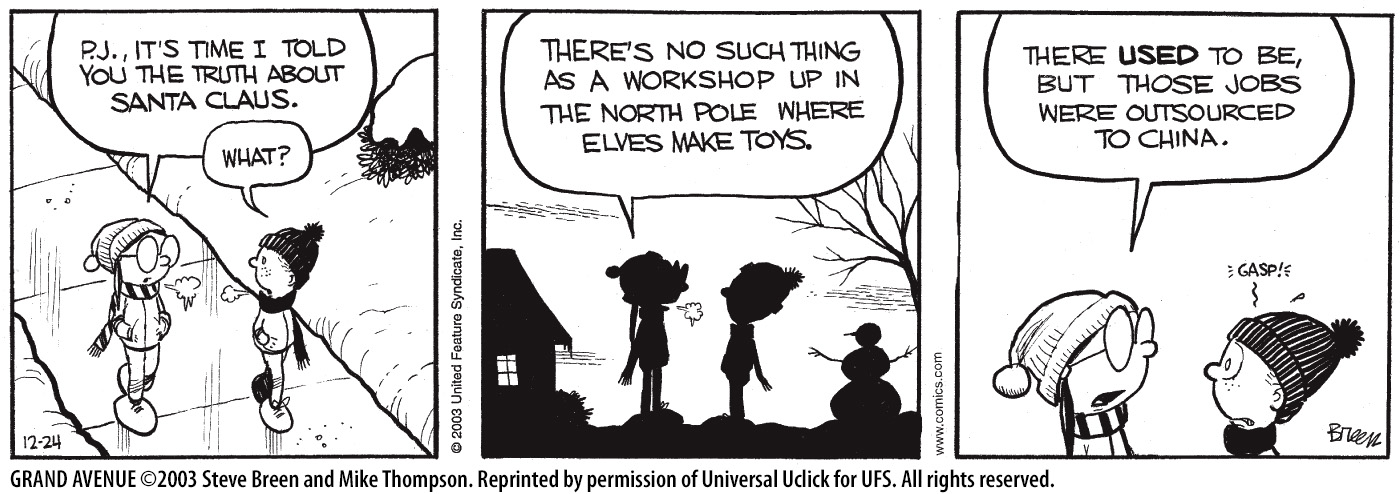 P.J., IT'S TIME I TOLD
YOU THE TRUTH ABOUT
SANTA CLAUS.
WHAT?
12-24
© 2003 United Feature Syndicate, Inc.
THERE'S NO SUCH THING
AS A WORKSHOP UP IN
THE NORTH POLE WHERE
ELVES MAKE TOYS.
www.comics.com
THERE USED TO BE,
BUT THOSE JOBS
WERE OUTSOURCED
TO CHINA.
GASP!
Breen
GRAND AVENUE ©2003 Steve Breen and Mike Thompson. Reprinted by permission of Universal Uclick for UFS. All rights reserved.